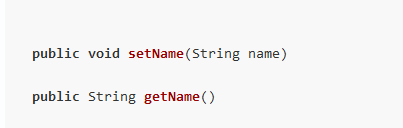 public void setName(String name)
public String getName()